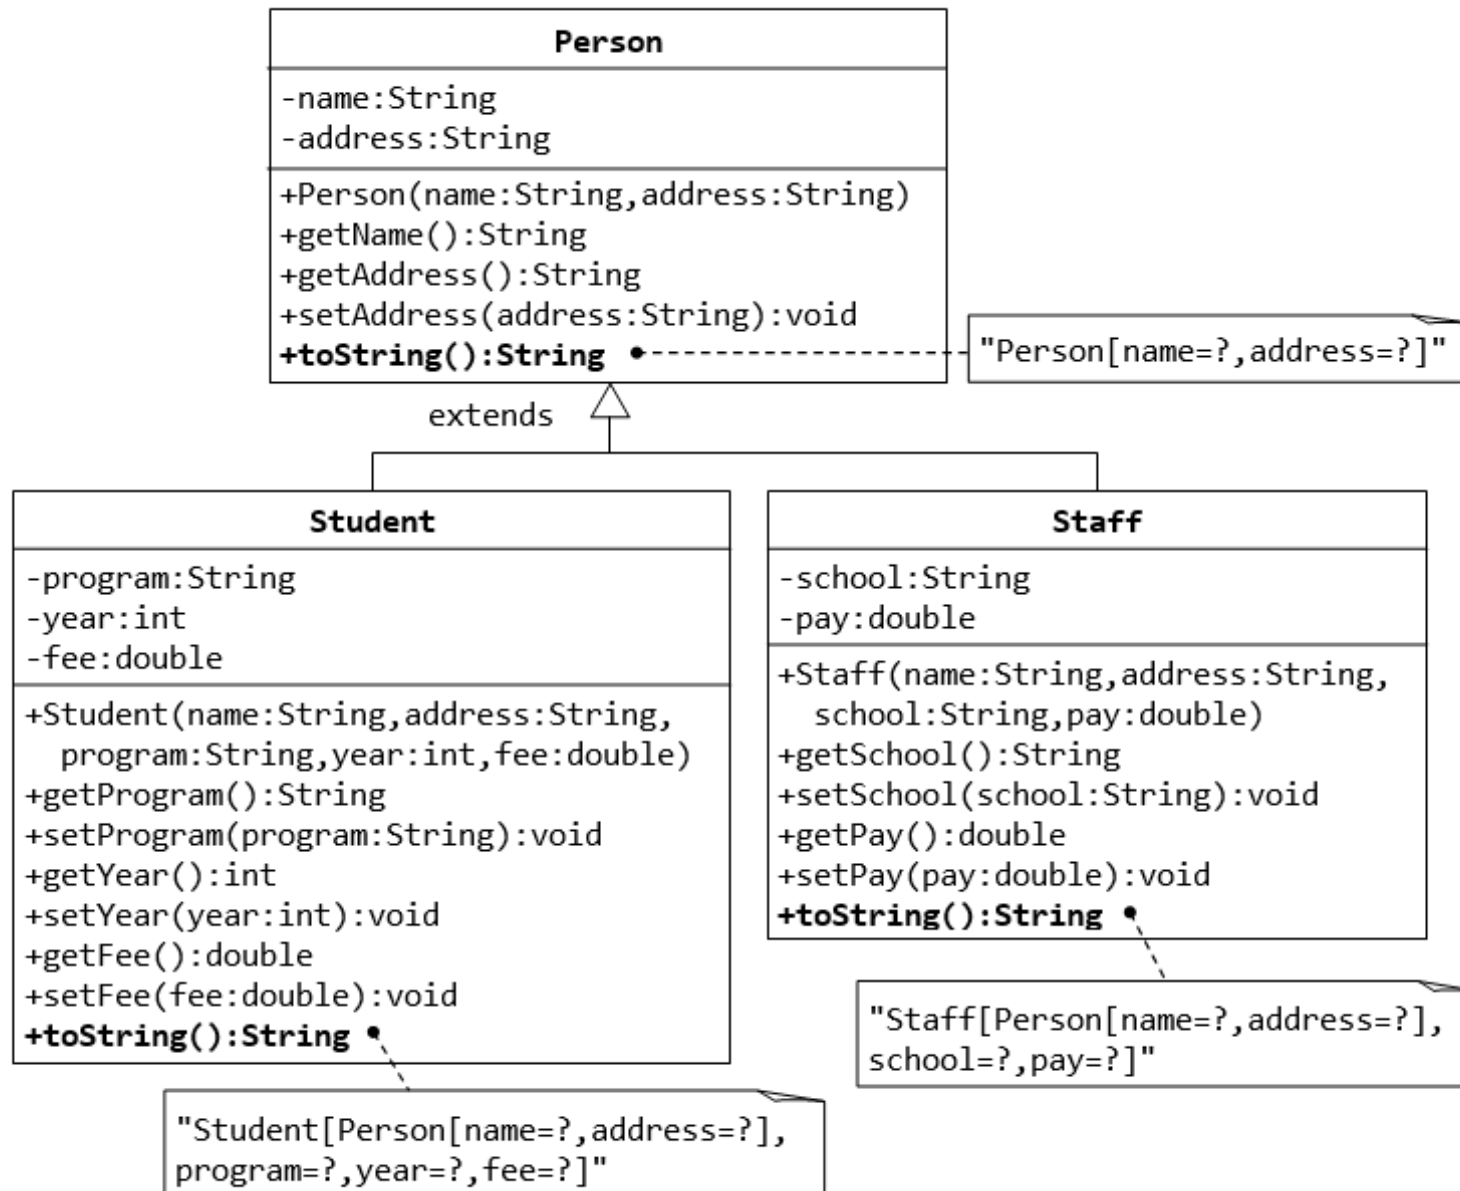 Person
-name:String
-address:String
+Person(name:String,address:String)
+getName():String
+getAddress():String
+setAddress(address:String):void
+toString():String
"Person[name=?,address=?]"
extends
Student
-program:String
-year:int
-fee:double
+Student(name:String,address:String,
program:String,year:int,fee:double)
+getProgram():String
+setProgram(program:String):void
+getYear():int
+setYear(year:int):void
+getFee():double
+setFee(fee:double):void
+toString():String
"Student[Person[name=?,address=?],
program=?,year=?,fee=?]"
Staff
-school:String
-pay:double
+Staff(name:String,address:String,
school:String,pay:double)
+getSchool():String
+setSchool(school:String):void
+getPay():double
+setPay(pay:double):void
+toString():String
"Staff[Person[name=?,address=?],
school=?,pay=?]"